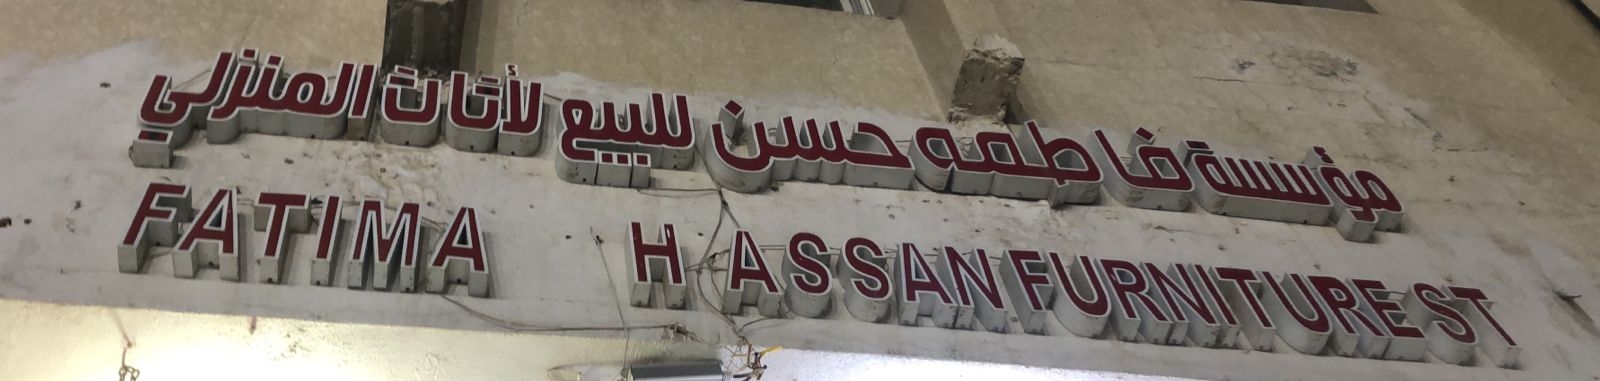 مؤسسة فاطمه حسن للبيع لأثاث المنزلي
FATIMA HASSAN FURNITURE ST